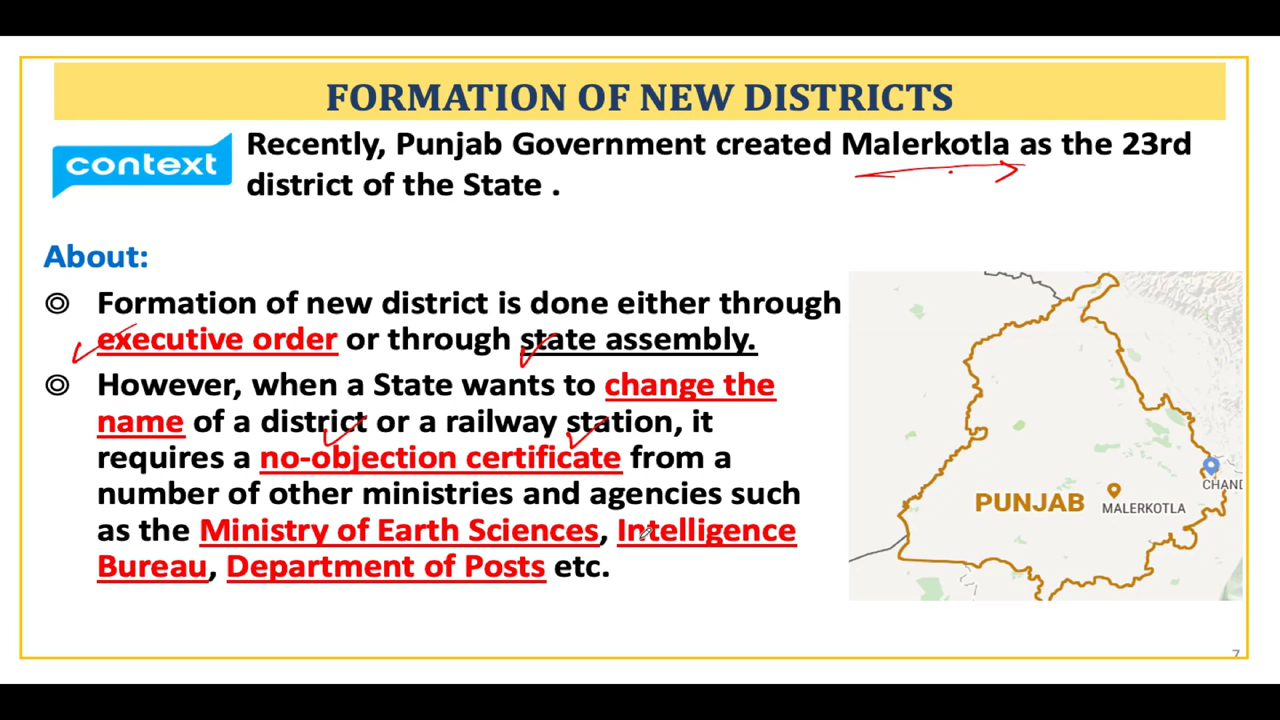 FORMATION OF NEW DISTRICTS
context
Recently, Punjab Government created Malerkotla as the 23rd
district of the State .
About:
Formation of new district is done either through
executive order or through state assembly.
However, when a State wants to change the
name of a district or a railway station, it
requires a no-objection certificate from a
number of other ministries and agencies such
as the Ministry of Earth Sciences, Intelligence
Bureau, Department of Posts etc.
PUNJAB
MALERKOTLA
CHAND
7